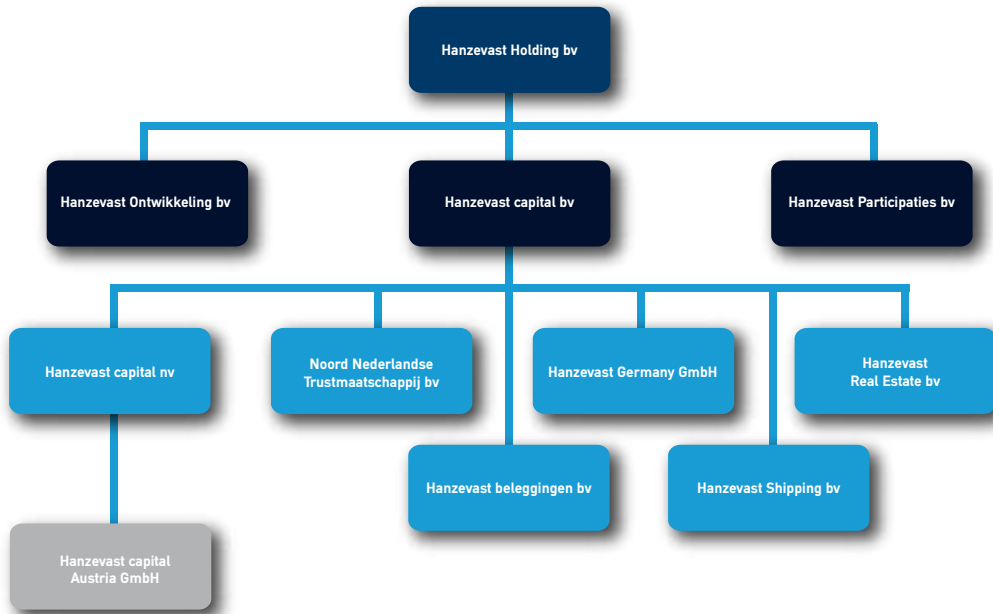 Hanzevast Holding bv
Hanzevast Ontwikkeling bv
Hanzevast capital bv
Hanzevast Participaties bv
Hanzevast capital nv
Noord Nederlandse
Trustmaatschappij bv
Hanzevast Germany GmbH
Hanzevast
Real Estate bv
Hanzevast beleggingen bv
Hanzevast Shipping bv
Hanzevast capital
Austria GmbH